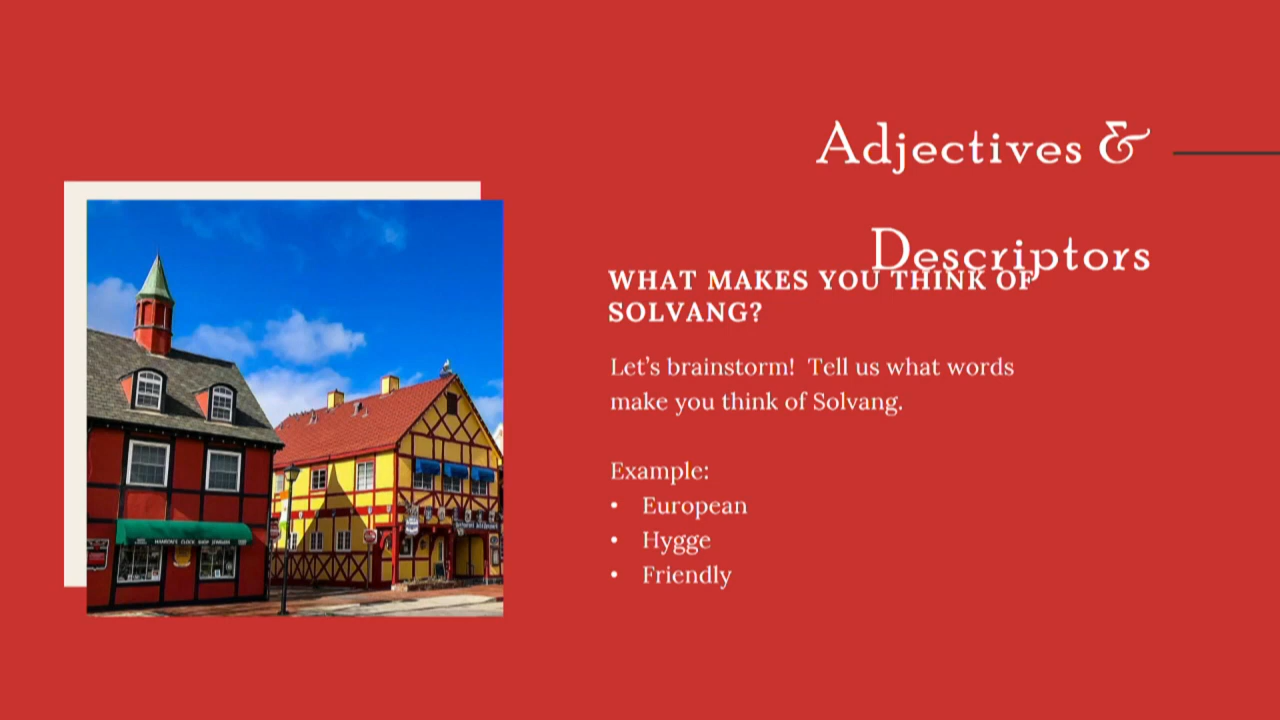 Adjectives &
Descriptors
WHAT MAKES YOU THINK OF
SOLVANG?
Let’s brainstorm!  Tell us what words
make you think of Solvang.
Example:
• European
• Hygge
• Friendly